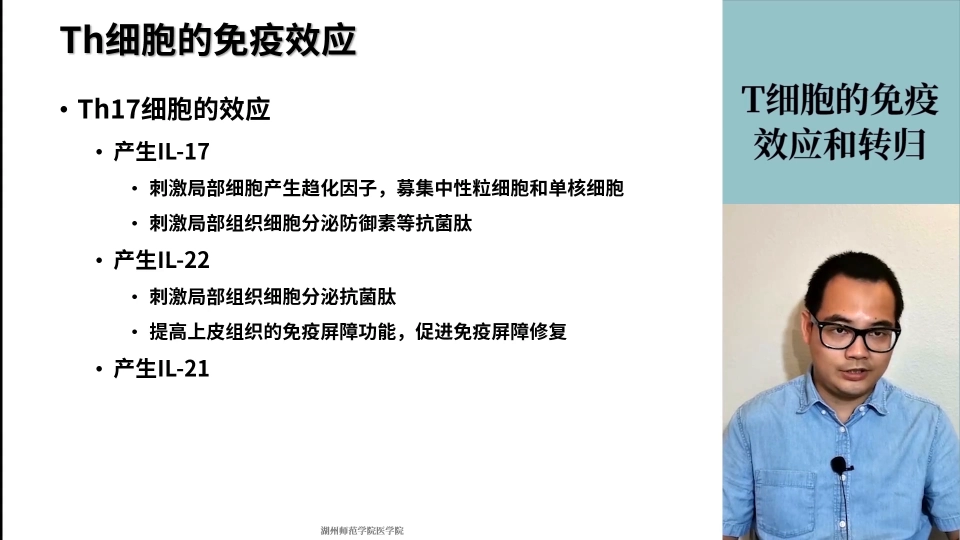 Th细胞的免疫效应
• Th17细胞的效应
• 产生IL-17
• 刺激局部细胞产生趋化因子，募集中性粒细胞和单核细胞
• 刺激局部组织细胞分泌防御素等抗菌肽
• 产生IL-22
• 刺激局部组织细胞分泌抗菌肽
• 提高上皮组织的免疫屏障功能，促进免疫屏障修复
• 产生IL-21
湖州师范学院医学院
T细胞的免疫
效应和转归